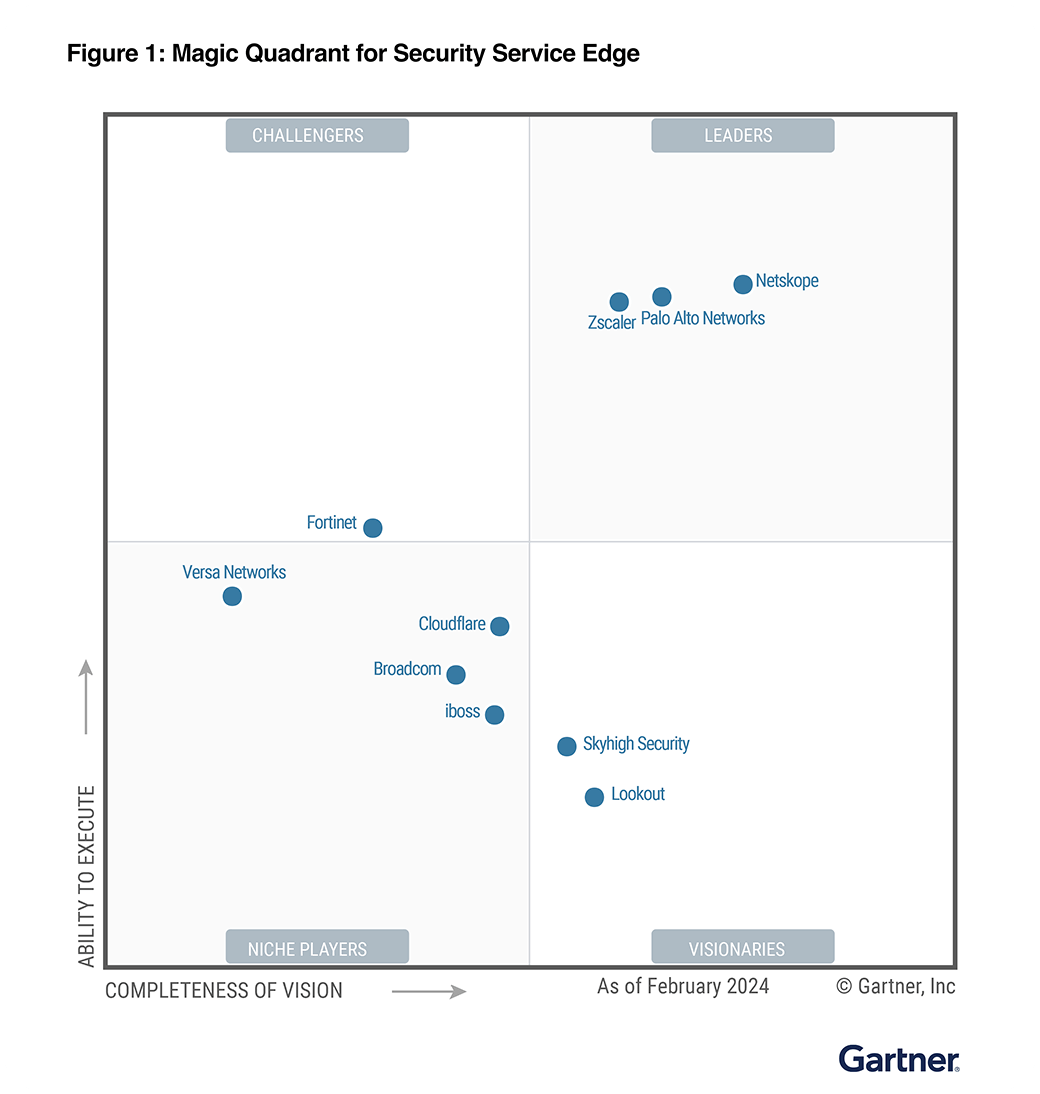 Figure 1: Magic Quadrant for Security Service Edge
CHALLENGERS
LEADERS
Netskope
Zscaler
Palo Alto Networks
Fortinet
Versa Networks
Cloudflare
Broadcom
iboss
Skyhigh Security
Lookout
ABILITY TO EXECUTE
NICHE PLAYERS
VISIONARIES
COMPLETENESS OF VISION
As of February 2024
© Gartner, Inc
Gartner®